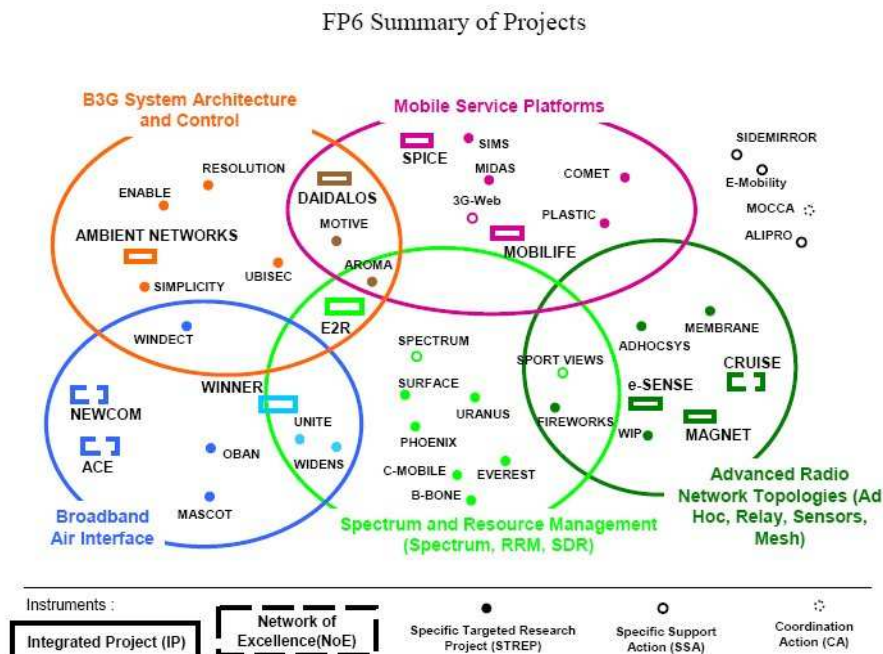 FP6 Summary of Projects
B3G System Architecture
and Control
Mobile Service Platforms
SIDEMIRROR
E-Mobility
MOCCA
ALIPRO
RESOLUTION
ENABLE
AMBIENT NETWORKS
SIMPLICITY
UBISEC
DAIDALOS
MOTIVE
AROMA
E2R
SPICE
SIMS
MIDAS
3G-Web
COMET
PLASTIC
MOBILIFE
WINDECT
WINNER
NEWCOM
ACE
OBAN
MASCOT
UNITE
WIDENS
SPECTRUM
SURFACE
URANUS
PHOENIX
C-MOBILE
EVEREST
B-BONE
SPORT VIEWS
FIREWORKS
ADHOCSYS
MEMBRANE
CRUISE
e-SENSE
WIP
MAGNET
Broadband
Air Interface
Spectrum and Resource Management
(Spectrum, RRM, SDR)
Advanced Radio
Network Topologies (Ad
Hoc, Relay, Sensors,
Mesh)
Instruments :
Integrated Project (IP)
Network of
Excellence(NoE)
Specific Targeted Research
Project (STREP)
Specific Support
Action (SSA)
Coordination
Action (CA)